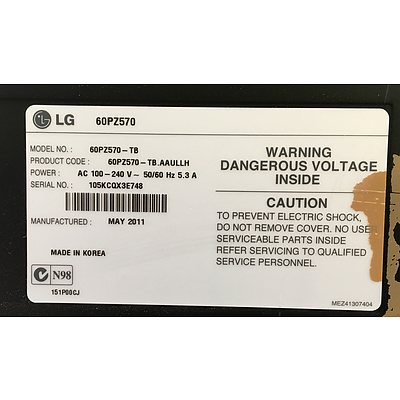 LG 60PZ570
MODEL NO. : 60PZ570-TB
PRODUCT CODE : 60PZ570-TB.AAULLH
POWER : AC 100-240 V~ 50/60 Hz 5.3 A
SERIAL NO. : 105KCQX3E748
MANUFACTURED : MAY 2011
MADE IN KOREA
N98
151P00CJ
WARNING
DANGEROUS VOLTAGE
INSIDE
CAUTION
TO PREVENT ELECTRIC SHOCK,
DO NOT REMOVE COVER. NO USER
SERVICEABLE PARTS INSIDE
REFER SERVICING TO QUALIFIED
SERVICE PERSONNEL.
MEZ41307404